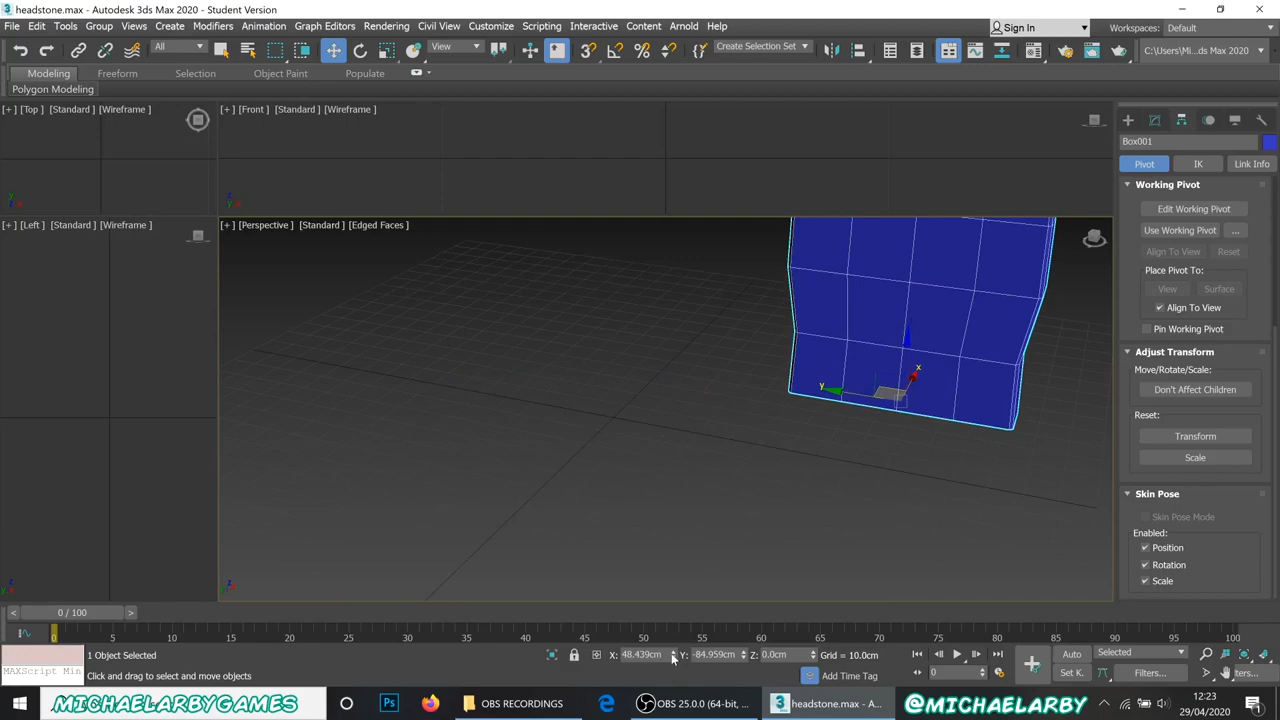 headstone.max - Autodesk 3ds Max 2020 - Student Version
File Edit Tools Group Views Create Modifiers Animation Graph Editors Rendering Civil View Customize Scripting Interactive Content Arnold Help
Sign In
Workspaces: Default
All
View
Create Selection Set
C:\Users\Mi...ds Max 2020
Modeling Freeform Selection Object Paint Populate
Polygon Modeling
[+] [Top] [Standard] [Wireframe]
[+] [Front] [Standard] [Wireframe]
[+] [Left] [Standard] [Wireframe]
[+] [Perspective] [Standard] [Edged Faces]
x
y
Box001
Pivot IK Link Info
Working Pivot
Edit Working Pivot
Use Working Pivot ...
Align To View Reset
Place Pivot To:
View Surface
Align To View
Pin Working Pivot
Adjust Transform
Move/Rotate/Scale:
Don't Affect Children
Reset:
Transform
Scale
Skin Pose
Skin Pose Mode
Enabled:
Position
Rotation
Scale
< 0 / 100 >
0 5 10 15 20 25 30 35 40 45 50 55 60 65 70 75 80 85 90 95 100
1 Object Selected
X: 48.439cm Y: -84.959cm Z: 0.0cm Grid = 10.0cm
Auto Selected
MAXScript Min
Click and drag to select and move objects
Add Time Tag
0
Set K. Filters... ters...
MICHAELARBYGAMES
Ps
OBS RECORDINGS
OBS 25.0.0 (64-bit, ...
headstone.max - A...
@MICHAELARBY
12:23
29/03/2020